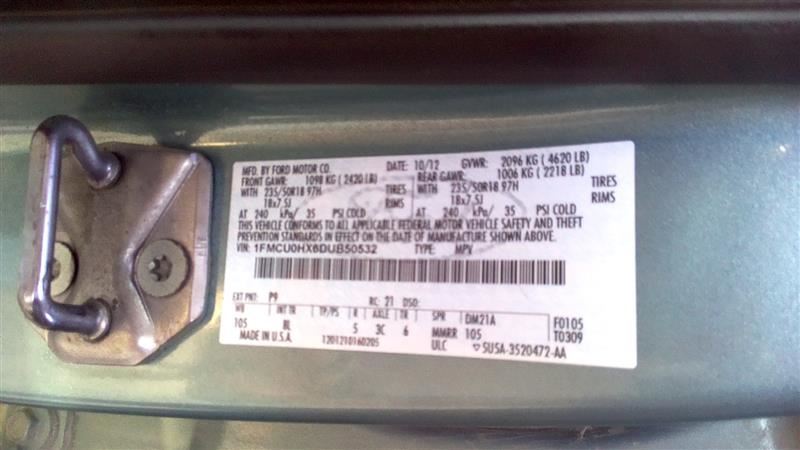 MFD. BY FORD MOTOR CO. DATE: 10/12 GVWR: 2096 KG ( 4620 LB)
FRONT GAWR: 1098 KG ( 2420 LB) REAR GAWR: 1006 KG ( 2218 LB)
WITH 235/50R18 97H TIRES WITH 235/50R18 97H TIRES
18x7.5J RIMS 18x7.5J RIMS
AT 240 kPa/ 35 PSI COLD AT 240 kPa/ 35 PSI COLD
THIS VEHICLE CONFORMS TO ALL APPLICABLE FEDERAL MOTOR VEHICLE SAFETY AND THEFT
PREVENTION STANDARDS IN EFFECT ON THE DATE OF MANUFACTURE SHOWN ABOVE.
VIN: 1FMCU0HX6DUB50532 TYPE: MPV
EXT PNT: P9 RC: 21 DSO:
WB INT TR TP/PS R AXLE TR SPR DM21A F0105
105 BL 5 3C 6 MMRR 105 T0309
MADE IN U.S.A. 1201210160205 ULC ▽5U5A-3520472-AA